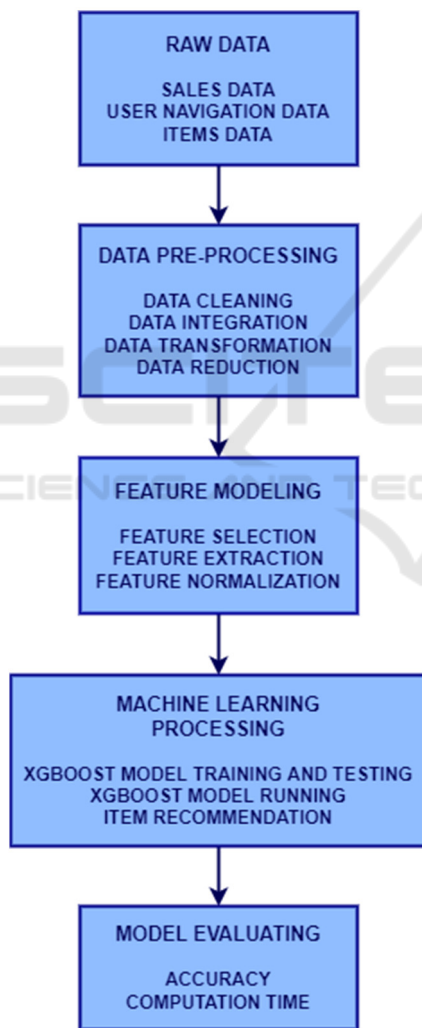 RAW DATA
SALES DATA
USER NAVIGATION DATA
ITEMS DATA
DATA PRE-PROCESSING
DATA CLEANING
DATA INTEGRATION
DATA TRANSFORMATION
DATA REDUCTION
FEATURE MODELING
FEATURE SELECTION
FEATURE EXTRACTION
FEATURE NORMALIZATION
MACHINE LEARNING
PROCESSING
XGBOOST MODEL TRAINING AND TESTING
XGBOOST MODEL RUNNING
ITEM RECOMMENDATION
MODEL EVALUATING
ACCURACY
COMPUTATION TIME